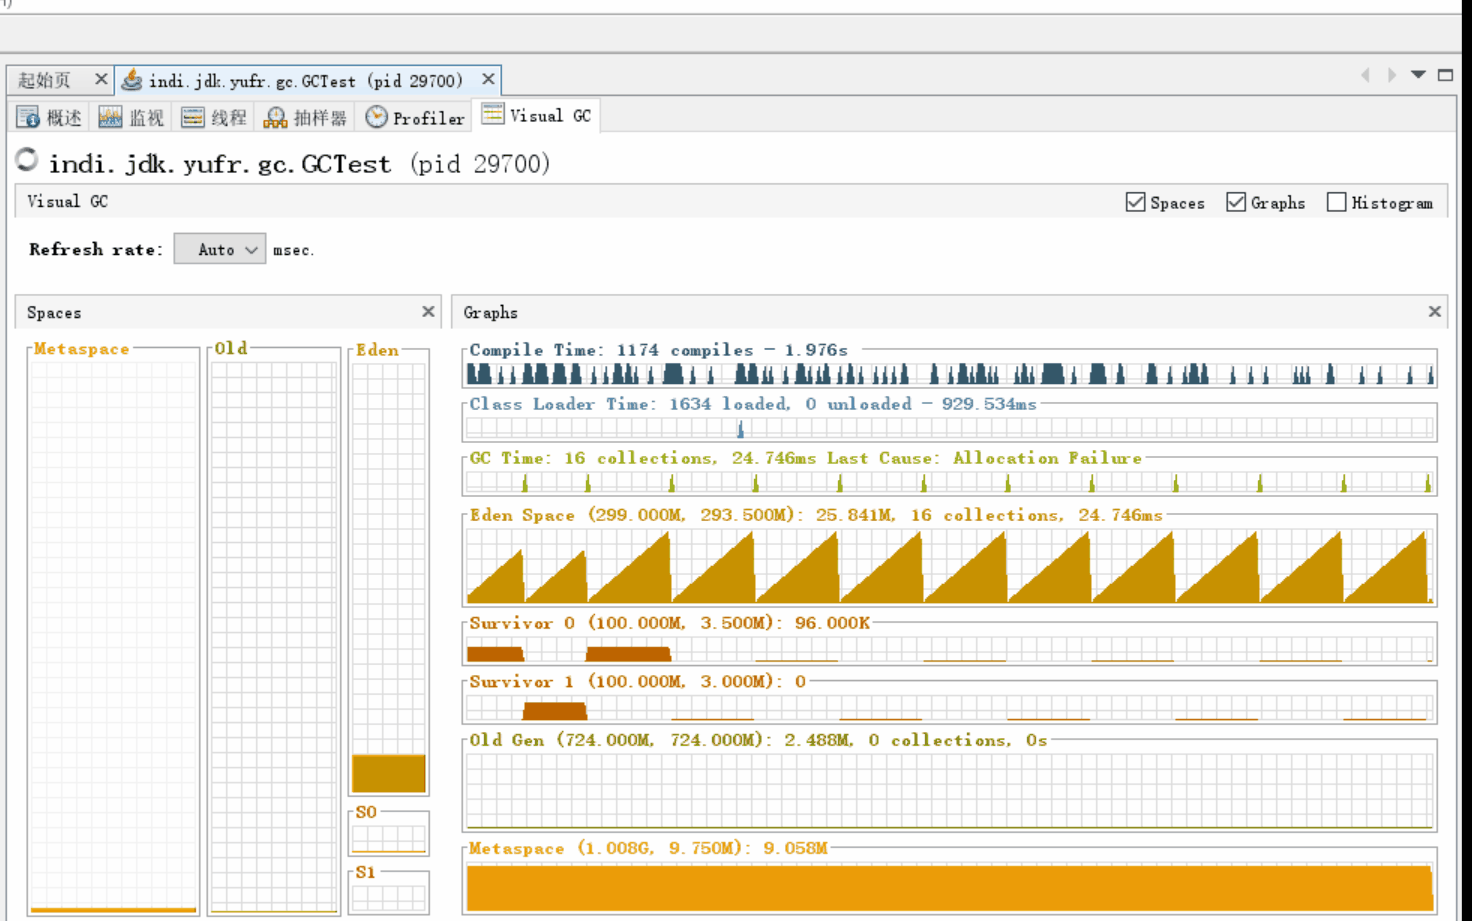 起始页
indi.jdk.yufr.gc.GCTest (pid 29700)
概述 监视 线程 抽样器 Profiler Visual GC
indi.jdk.yufr.gc.GCTest (pid 29700)
Visual GC
Spaces Graphs Histogram
Refresh rate: Auto msec.
Spaces
Graphs
Metaspace
Old
Eden
S0
S1
Compile Time: 1174 compiles - 1.976s
Class Loader Time: 1634 loaded, 0 unloaded - 929.534ms
GC Time: 16 collections, 24.746ms Last Cause: Allocation Failure
Eden Space (299.000M, 293.500M): 25.841M, 16 collections, 24.746ms
Survivor 0 (100.000M, 3.500M): 96.000K
Survivor 1 (100.000M, 3.000M): 0
Old Gen (724.000M, 724.000M): 2.488M, 0 collections, 0s
Metaspace (1.008G, 9.750M): 9.058M